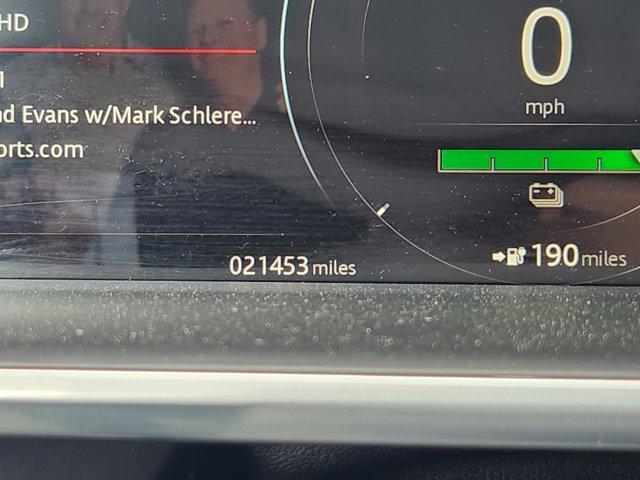 HD
0
mph
nd Evans w/Mark Schlere...
orts.com
021453 miles
190 miles